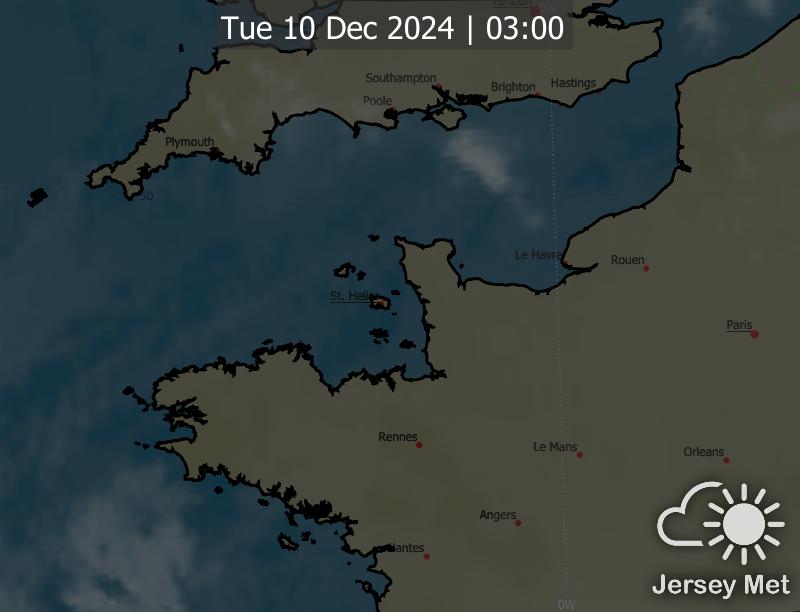 London
0W
Tue 10 Dec 2024 | 03:00
Southampton
Brighton
Hastings
Poole
Plymouth
50
Le Havre
Rouen
St. Helier
Paris
Rennes
Le Mans
Orleans
Angers
Nantes
Jersey Met
0W